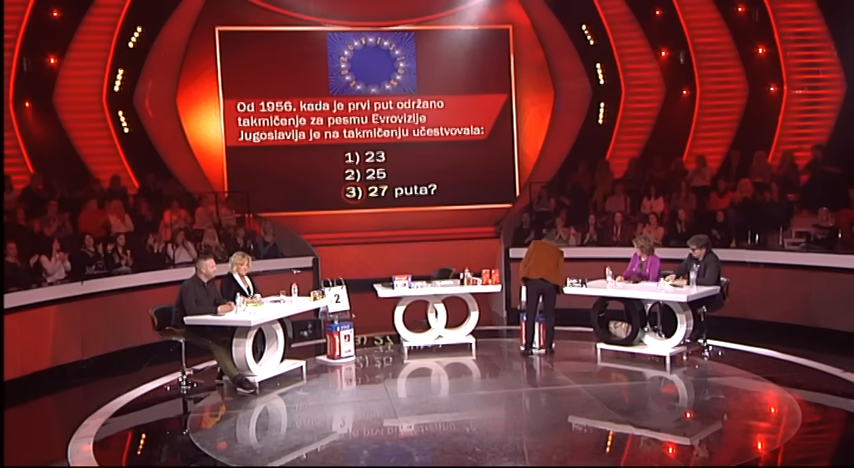 Od 1956. kada je prvi put održano
takmičenje za pesmu Evrovizije
Jugoslavija je na takmičenju učestvovala:
1) 23
2) 25
3) 27 puta?
2